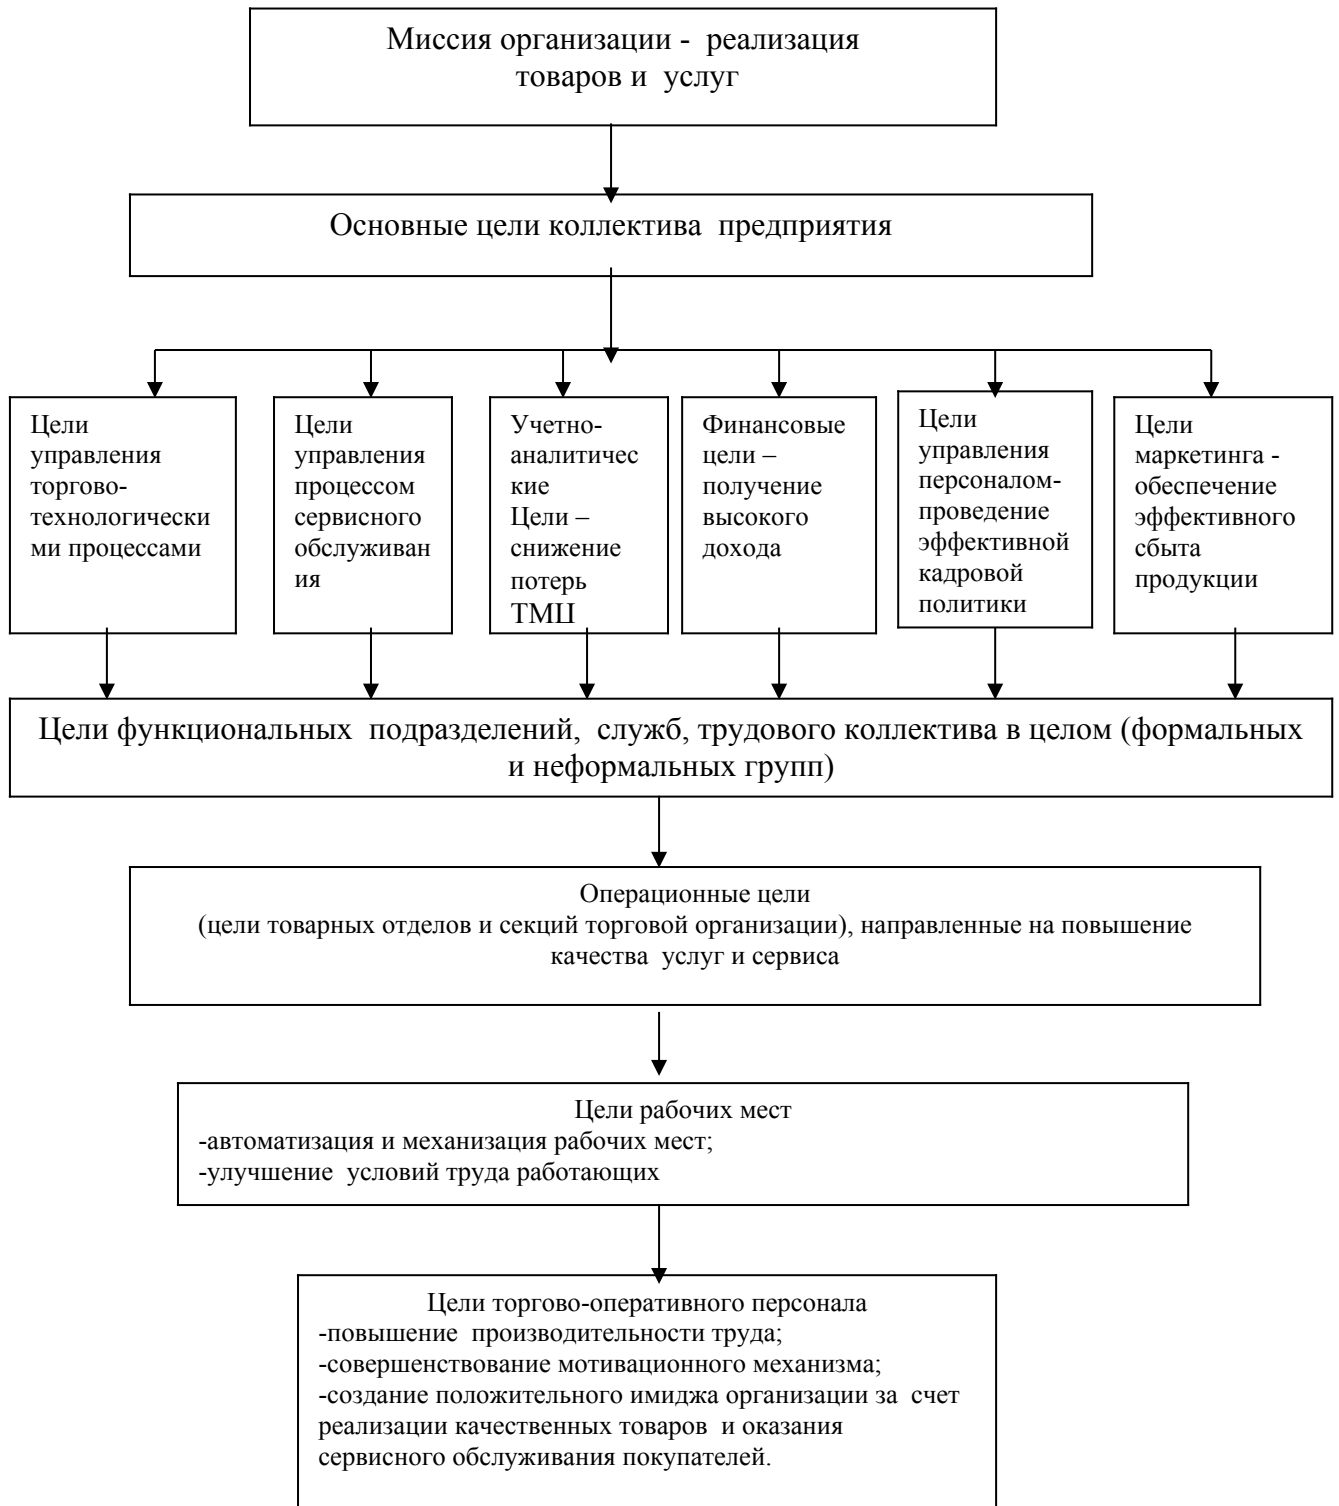 Миссия организации - реализация
товаров и услуг
Основные цели коллектива предприятия
Цели
управления
торгово-
технологически
ми процессами
Цели
управления
процессом
сервисного
обслуживан
ия
Учетно-
аналитичес
кие
Цели –
снижение
потерь
ТМЦ
Финансовые
цели –
получение
высокого
дохода
Цели
управления
персоналом-
проведение
эффективной
кадровой
политики
Цели
маркетинга -
обеспечение
эффективного
сбыта
продукции
Цели функциональных подразделений, служб, трудового коллектива в целом (формальных
и неформальных групп)
Операционные цели
(цели товарных отделов и секций торговой организации), направленные на повышение
качества услуг и сервиса
Цели рабочих мест
-автоматизация и механизация рабочих мест;
-улучшение условий труда работающих
Цели торгово-оперативного персонала
-повышение производительности труда;
-совершенствование мотивационного механизма;
-создание положительного имиджа организации за счет
реализации качественных товаров и оказания
сервисного обслуживания покупателей.